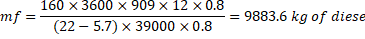 mf = 160 × 3600 × 909 × 12 × 0.8 / (22 − 5.7) × 39000 × 0.8 = 9883.6 kg of diese